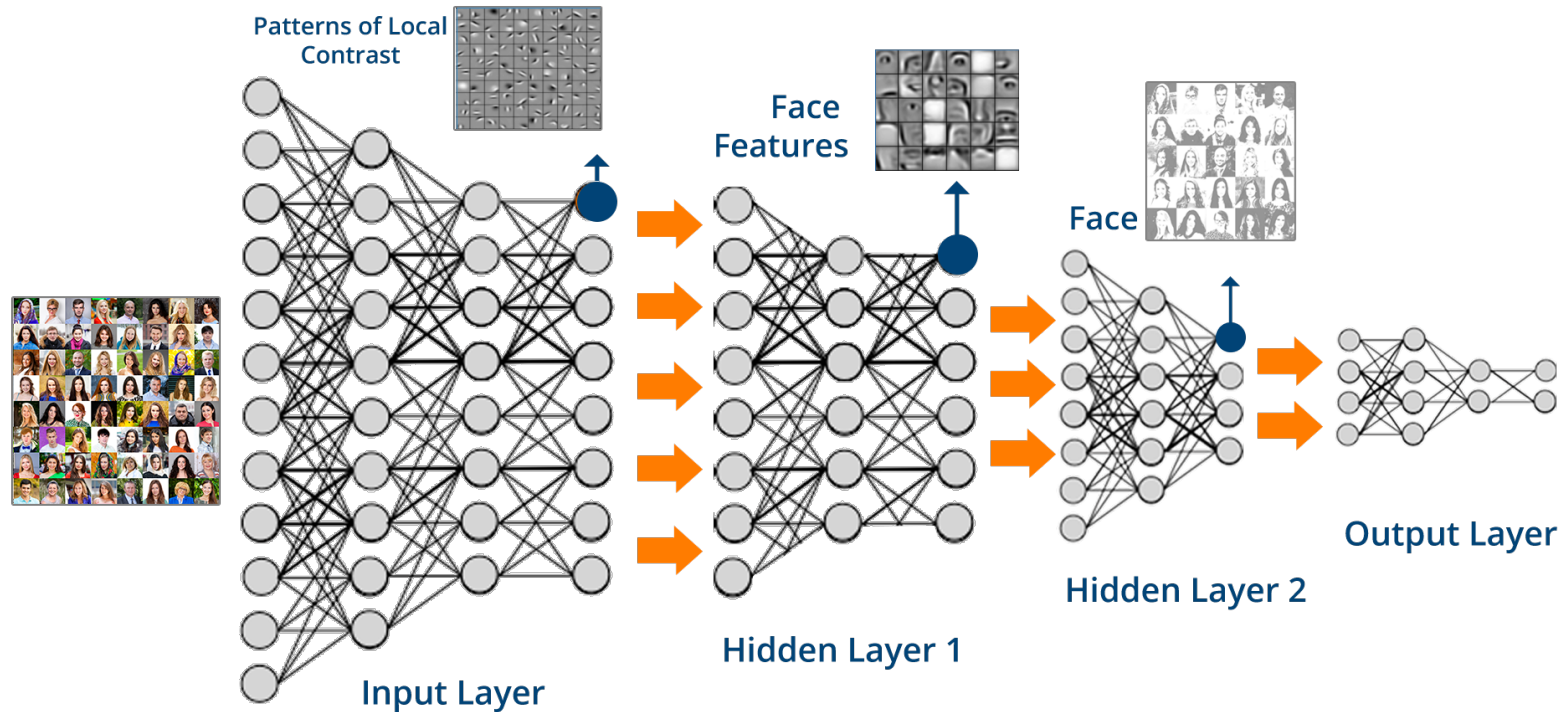 Patterns of Local
Contrast
Face
Features
Face
Input Layer
Hidden Layer 1
Hidden Layer 2
Output Layer